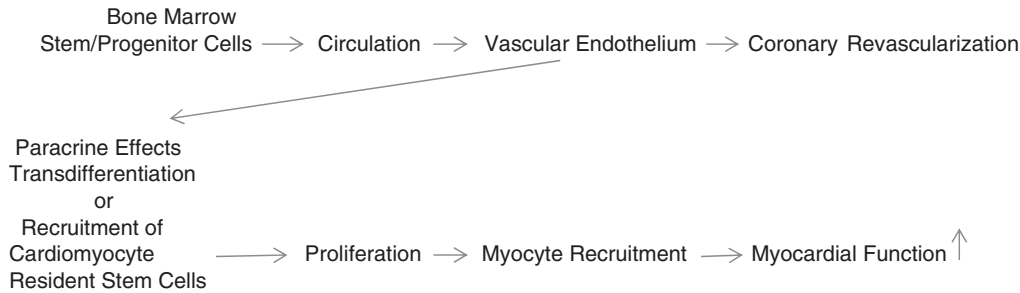 Bone Marrow
Stem/Progenitor Cells → Circulation → Vascular Endothelium → Coronary Revascularization
Paracrine Effects
Transdifferentiation
or
Recruitment of
Cardiomyocyte → Proliferation → Myocyte Recruitment → Myocardial Function ↑
Resident Stem Cells